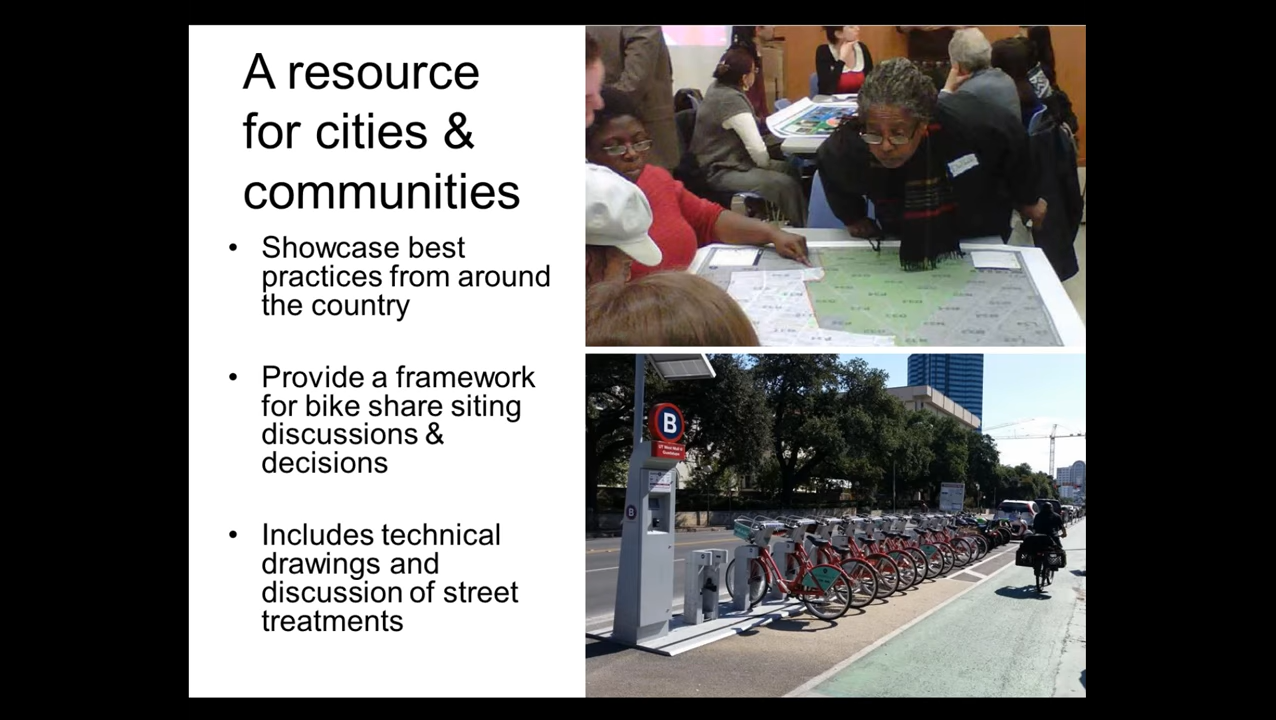 A resource
for cities &
communities
• Showcase best
practices from around
the country
• Provide a framework
for bike share siting
discussions &
decisions
• Includes technical
drawings and
discussion of street
treatments
B
B